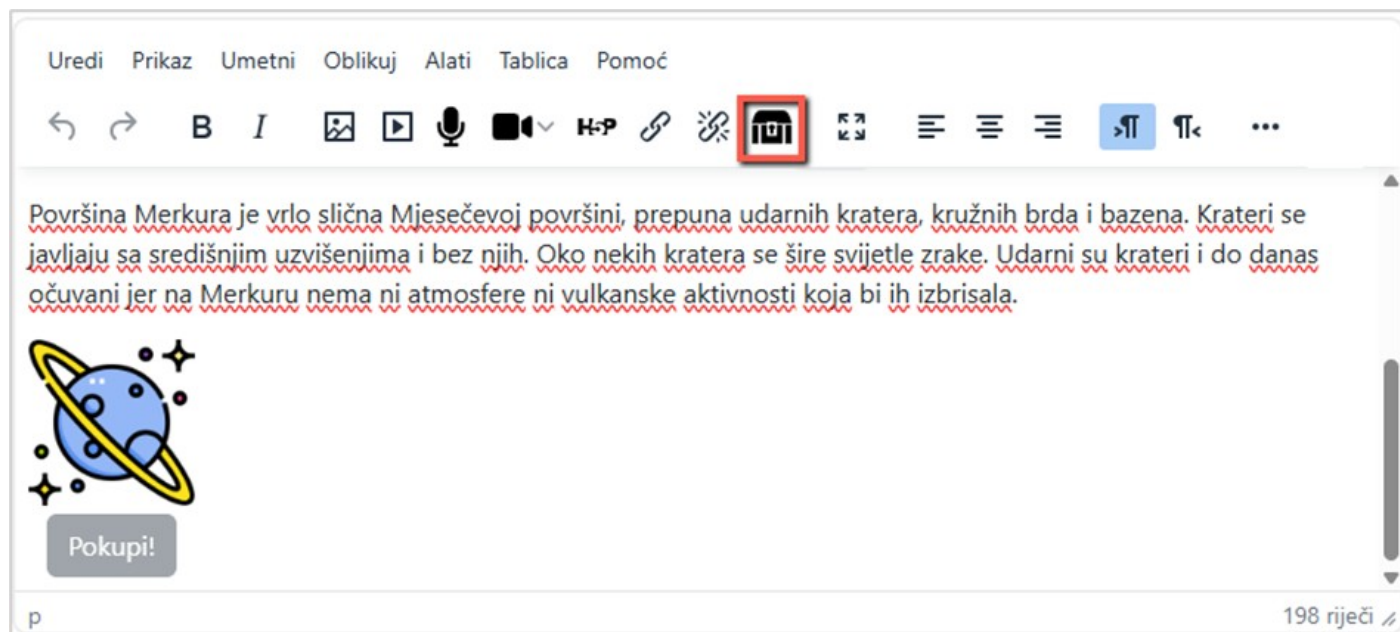 Uredi Prikaz Umetni Oblikuj Alati Tablica Pomoć
B I H5P
Površina Merkura je vrlo slična Mjesečevoj površini, prepuna udarnih kratera, kružnih brda i bazena. Krateri se
javljaju sa središnjim uzvišenjima i bez njih. Oko nekih kratera se šire svijetle zrake. Udarni su krateri i do danas
očuvani jer na Merkuru nema ni atmosfere ni vulkanske aktivnosti koja bi ih izbrisala.
Pokupi!
p 198 riječi